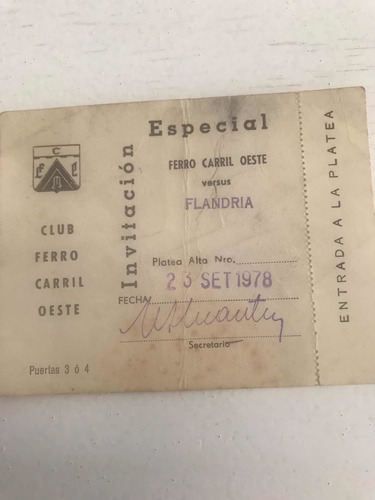 CLUB
FERRO
CARRIL
OESTE
Puertas 3 ó 4
Invitación
Especial
FERRO CARRIL OESTE
versus
FLANDRIA
Platea Alta Nro.
23 SET 1978
FECHA
Secretario
ENTRADA A LA PLATEA